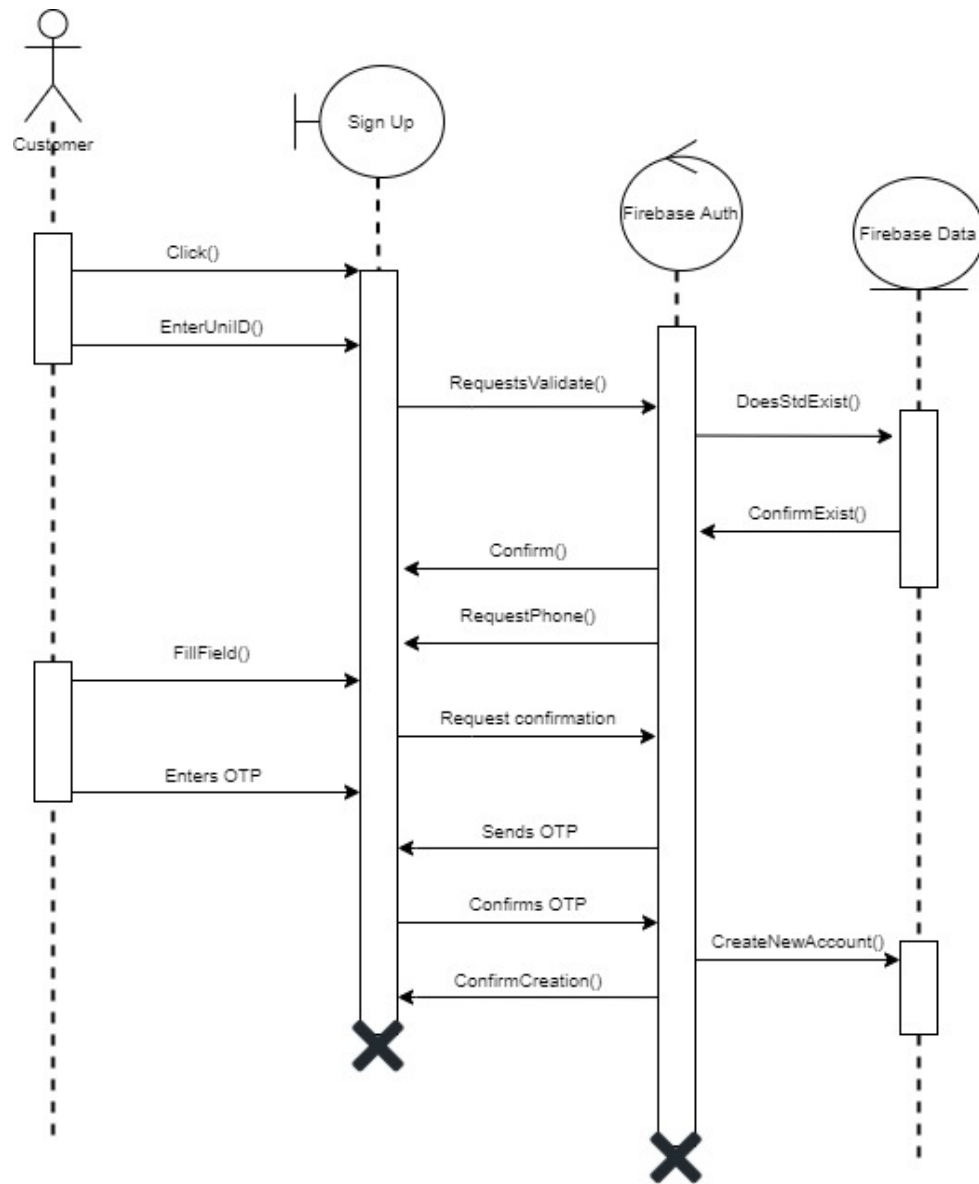 Customer
Sign Up
Firebase Auth
Firebase Data
Click()
EnterUniID()
RequestsValidate()
DoesStdExist()
ConfirmExist()
Confirm()
RequestPhone()
FillField()
Request confirmation
Enters OTP
Sends OTP
Confirms OTP
CreateNewAccount()
ConfirmCreation()